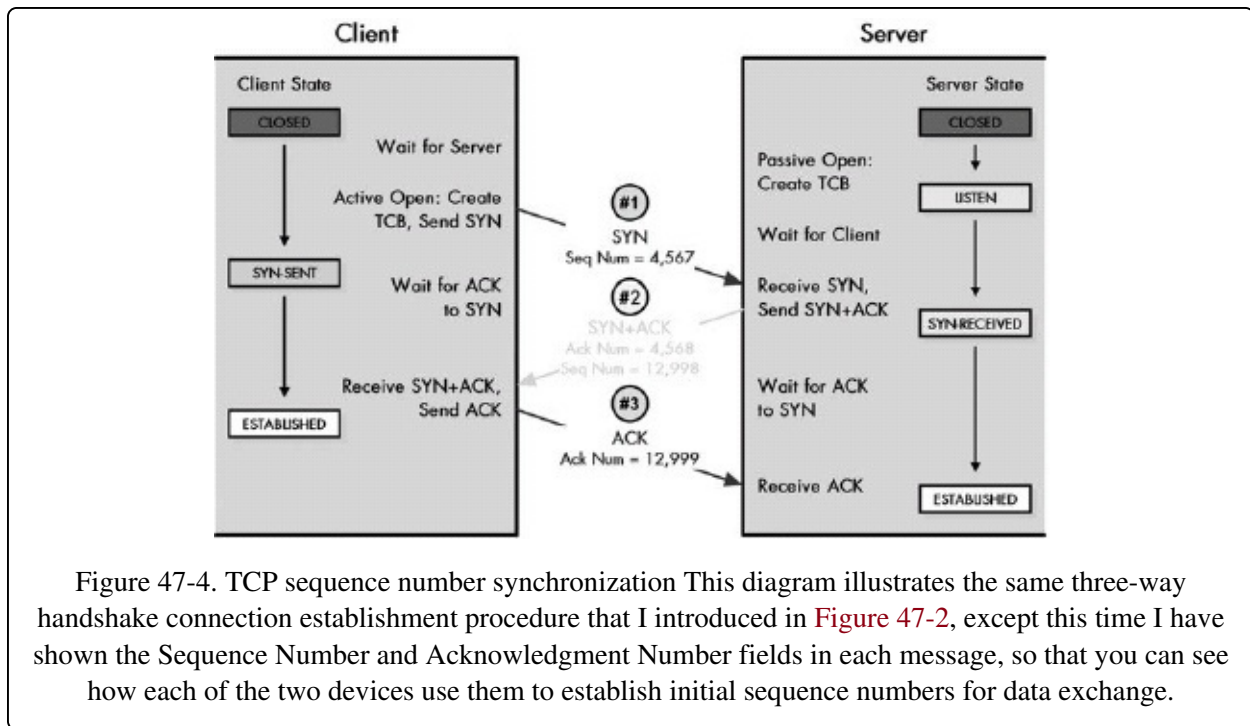 Client
Server
Client State
CLOSED
Wait for Server
Active Open: Create
TCB, Send SYN
SYN-SENT
Wait for ACK
to SYN
Receive SYN+ACK,
Send ACK
ESTABLISHED
#1
SYN
Seq Num = 4,567
#2
SYN+ACK
Ack Num = 4,568
Seq Num = 12,998
#3
ACK
Ack Num = 12,999
Server State
CLOSED
Passive Open:
Create TCB
LISTEN
Wait for Client
Receive SYN,
Send SYN+ACK
SYN-RECEIVED
Wait for ACK
to SYN
Receive ACK
ESTABLISHED
Figure 47-4. TCP sequence number synchronization This diagram illustrates the same three-way
handshake connection establishment procedure that I introduced in Figure 47-2, except this time I have
shown the Sequence Number and Acknowledgment Number fields in each message, so that you can see
how each of the two devices use them to establish initial sequence numbers for data exchange.